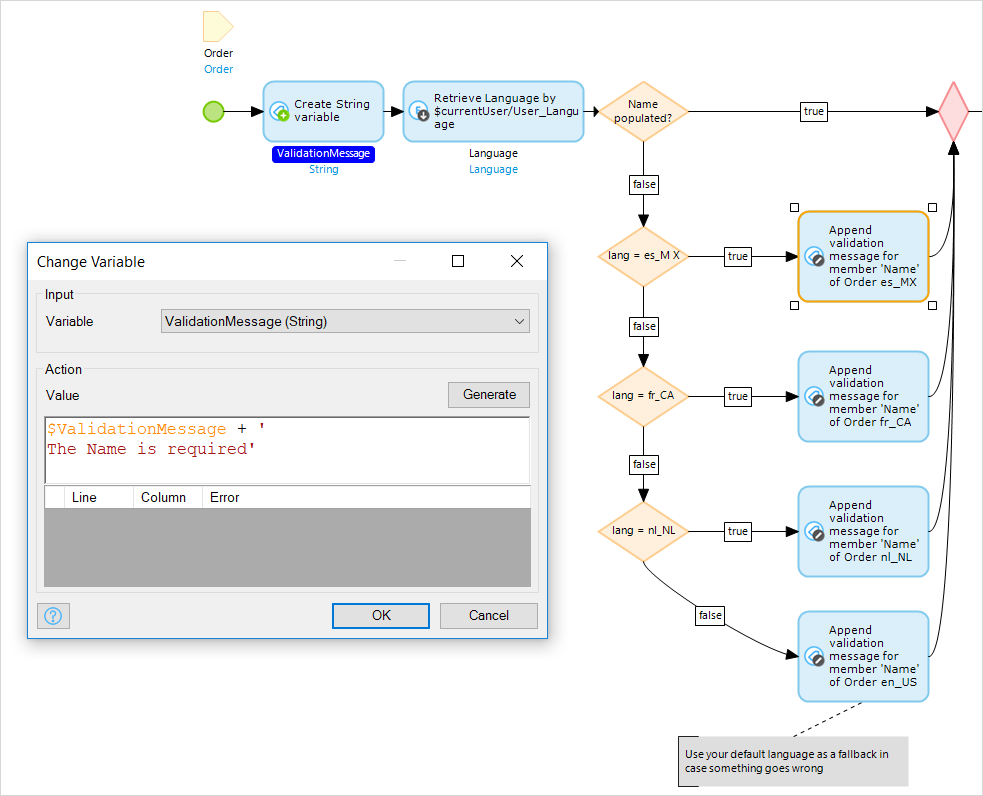 Order
Order
Create String
variable
ValidationMessage
String
Retrieve Language by
$currentUser/User_Langu
age
Language
Language
Name
populated?
true
false
lang = es_M X
true
Append
validation
message for
member 'Name'
of Order es_MX
false
lang = fr_CA
true
Append
validation
message for
member 'Name'
of Order fr_CA
false
lang = nl_NL
true
Append
validation
message for
member 'Name'
of Order nl_NL
false
Append
validation
message for
member 'Name'
of Order en_US
Use your default language as a fallback in
case something goes wrong
Change Variable
Input
Variable
ValidationMessage (String)
Action
Value
Generate
$ValidationMessage + '
The Name is required'
Line Column Error
?
OK
Cancel